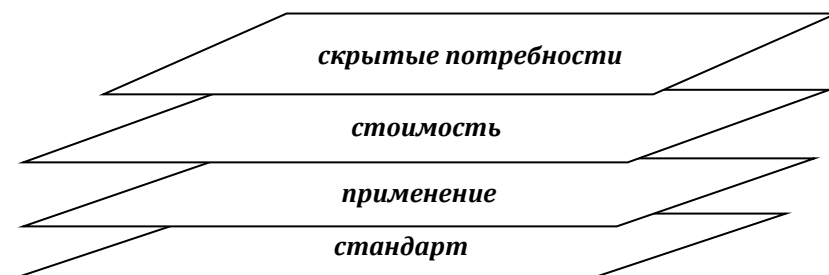 скрытые потребности
стоимость
применение
стандарт